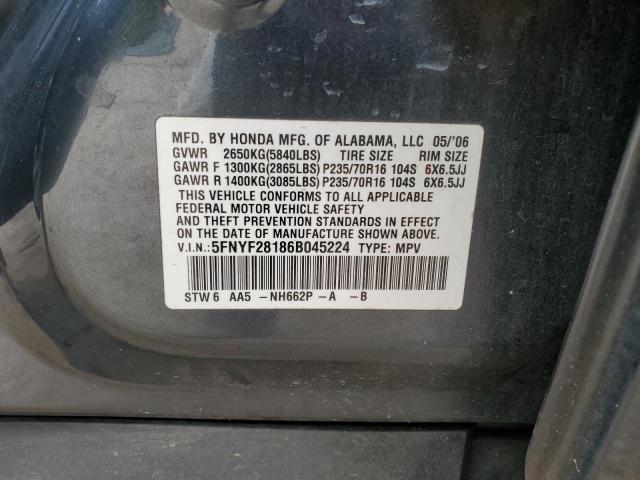 MFD. BY HONDA MFG. OF ALABAMA, LLC 05/'06
GVWR 2650KG(5840LBS) TIRE SIZE RIM SIZE
GAWR F 1300KG(2865LBS) P235/70R16 104S 6X6.5JJ
GAWR R 1400KG(3085LBS) P235/70R16 104S 6X6.5JJ
THIS VEHICLE CONFORMS TO ALL APPLICABLE
FEDERAL MOTOR VEHICLE SAFETY
AND THEFT PREVENTION STANDARDS IN EFFECT
ON THE DATE OF MANUFACTURE SHOWN ABOVE.
V.I.N.: 5FNYF28186B045224 TYPE: MPV
STW6 AA5 -NH662P -A -B